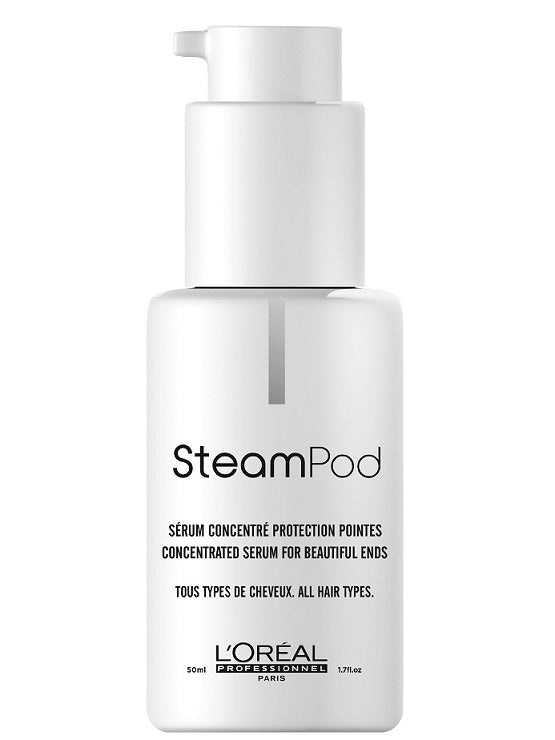 SteamPod
SÉRUM CONCENTRÉ PROTECTION POINTES
CONCENTRATED SERUM FOR BEAUTIFUL ENDS
TOUS TYPES DE CHEVEUX. ALL HAIR TYPES.
L'ORÉAL
50ml PROFESSIONNEL 1.7fl.oz
PARIS